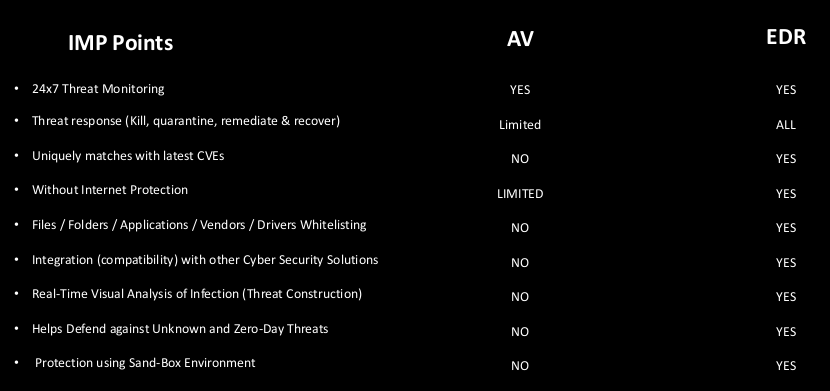 IMP Points AV EDR
• 24x7 Threat Monitoring YES YES
• Threat response (Kill, quarantine, remediate & recover) Limited ALL
• Uniquely matches with latest CVEs NO YES
• Without Internet Protection LIMITED YES
• Files / Folders / Applications / Vendors / Drivers Whitelisting NO YES
• Integration (compatibility) with other Cyber Security Solutions NO YES
• Real-Time Visual Analysis of Infection (Threat Construction) NO YES
• Helps Defend against Unknown and Zero-Day Threats NO YES
• Protection using Sand-Box Environment NO YES